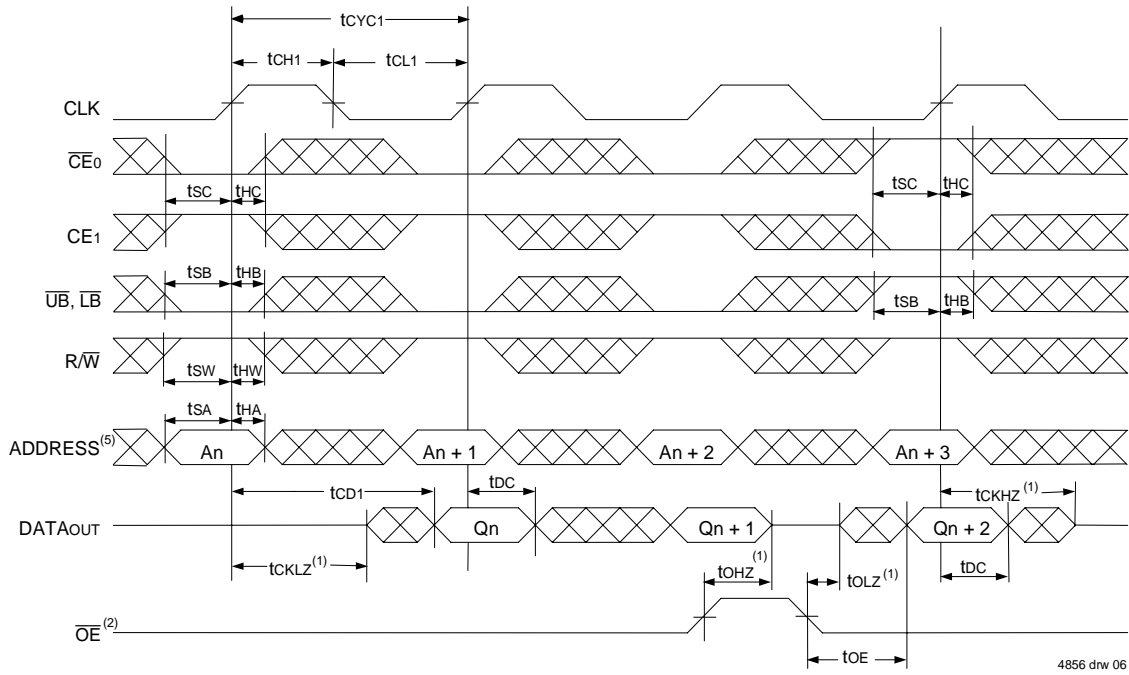 tCYC1
tCH1 tCL1
CLK
CE0
tSC tHC tSC tHC
CE1
tSB tHB tSB tHB
UB, LB
R/W
tSW tHW
tSA tHA
ADDRESS(5) An An + 1 An + 2 An + 3
tCD1 tDC tCKHZ(1)
DATAOUT Qn Qn + 1 Qn + 2
tCKLZ(1) tOHZ(1) tOLZ(1) tDC
OE(2)
tOE
4856 drw 06